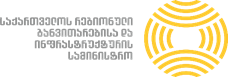 საქართველოს რეგიონული
განვითარებისა და
ინფრასტრუქტურის
სამინისტრო